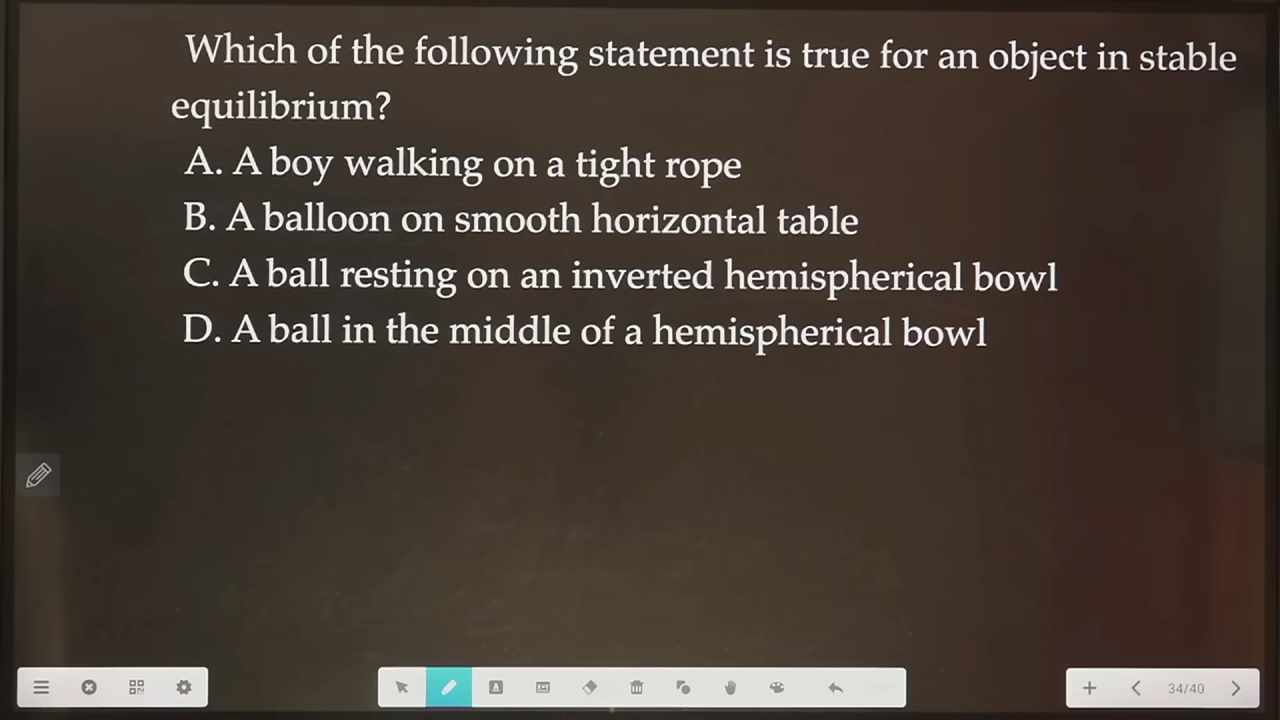 Which of the following statement is true for an object in stable
equilibrium?
A. A boy walking on a tight rope
B. A balloon on smooth horizontal table
C. A ball resting on an inverted hemispherical bowl
D. A ball in the middle of a hemispherical bowl
34/40